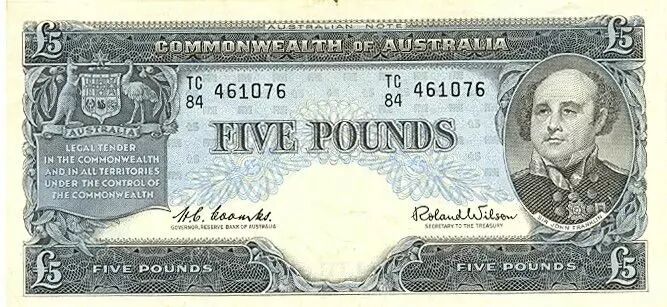 AUSTRALIAN NOTE
£5 COMMONWEALTH OF AUSTRALIA £5
TC 84 461076
TC 84 461076
AUSTRALIA
FIVE POUNDS
LEGAL TENDER
IN THE COMMONWEALTH
AND IN ALL TERRITORIES
UNDER THE CONTROL OF
THE COMMONWEALTH
H.C. Coombs.
GOVERNOR, RESERVE BANK OF AUSTRALIA
Roland Wilson
SECRETARY TO THE TREASURY
SIR JOHN FRANKLIN
£5 FIVE POUNDS
FIVE POUNDS £5